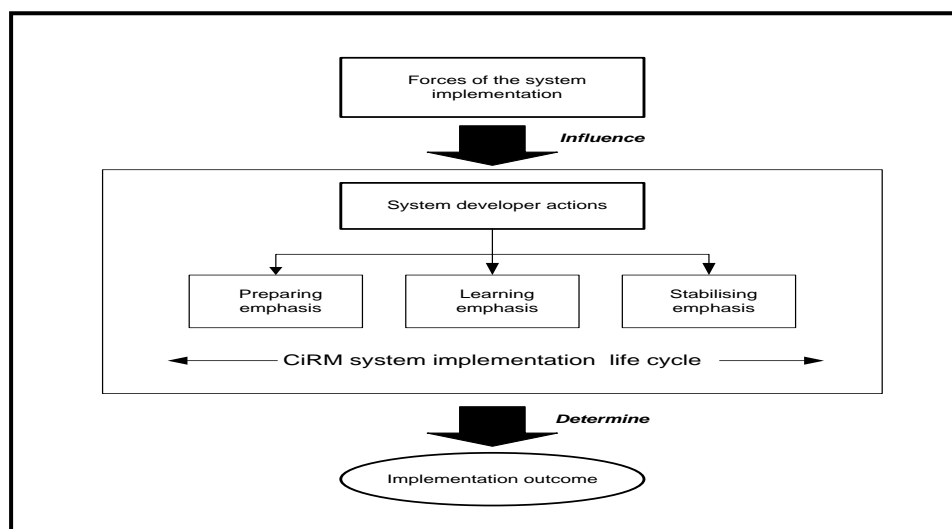 Forces of the system
implementation
Influence
System developer actions
Preparing
emphasis
Learning
emphasis
Stabilising
emphasis
CiRM system implementation life cycle
Determine
Implementation outcome